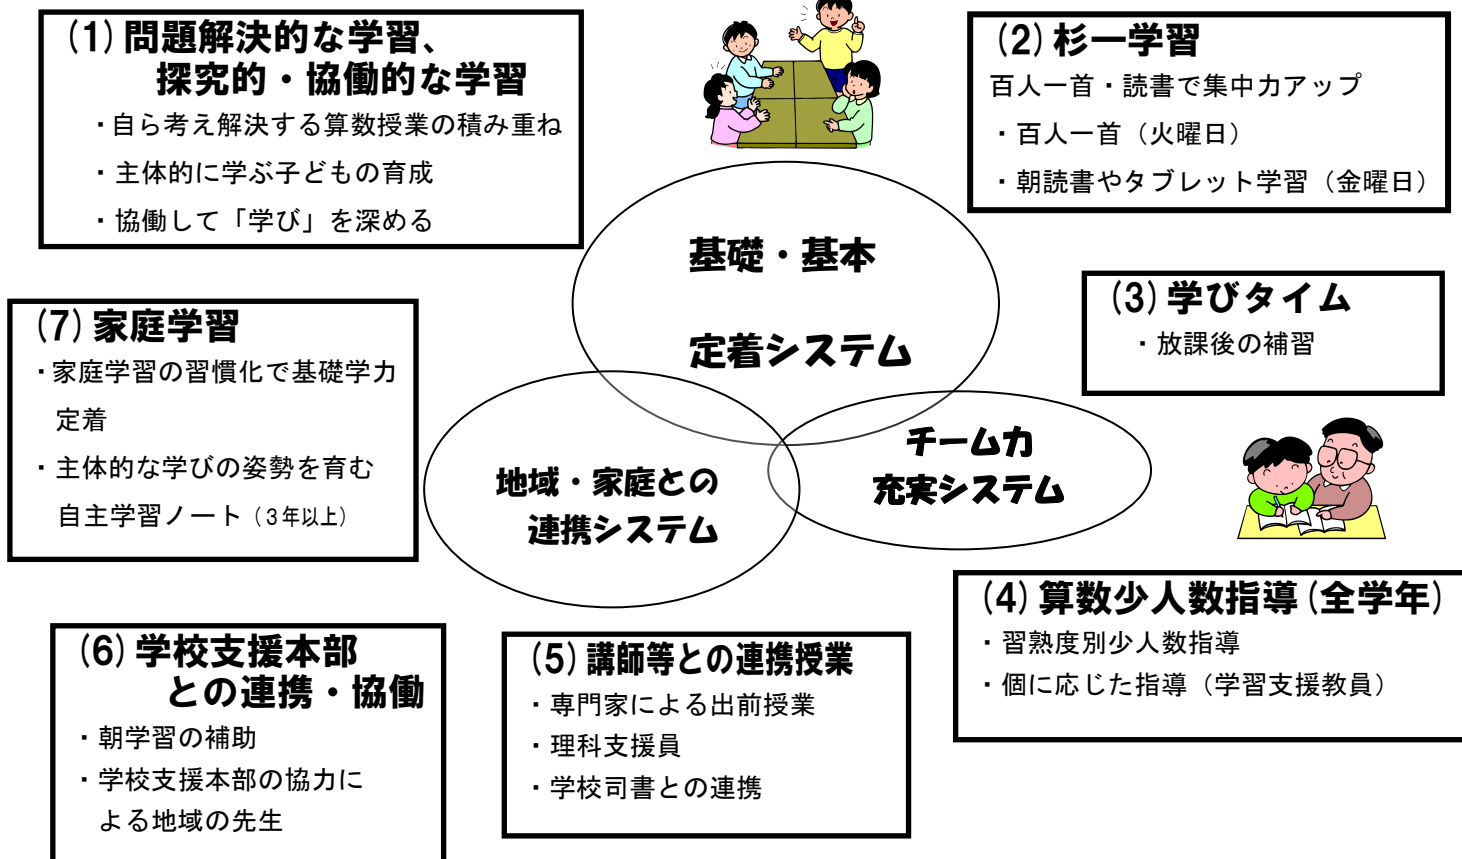 (1)問題解決的な学習、
探究的・協働的な学習
・自ら考え解決する算数授業の積み重ね
・主体的に学ぶ子どもの育成
・協働して「学び」を深める
(2)杉一学習
百人一首・読書で集中力アップ
・百人一首（火曜日）
・朝読書やタブレット学習（金曜日）
基礎・基本
定着システム
(3)学びタイム
・放課後の補習
(7)家庭学習
・家庭学習の習慣化で基礎学力
定着
・主体的な学びの姿勢を育む
自主学習ノート（3年以上）
チーム力
充実システム
地域・家庭との
連携システム
(4)算数少人数指導(全学年)
・習熟度別少人数指導
・個に応じた指導（学習支援教員）
(5)講師等との連携授業
・専門家による出前授業
・理科支援員
・学校司書との連携
(6)学校支援本部
との連携・協働
・朝学習の補助
・学校支援本部の協力に
よる地域の先生